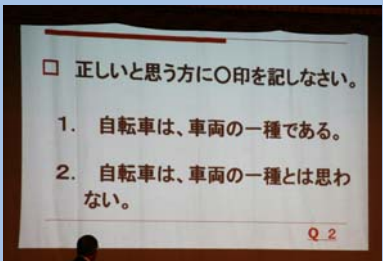 □ 正しいと思う方に〇印を記しなさい。
1. 自転車は、車両の一種である。
2. 自転車は、車両の一種とは思わ
ない。
Q 2